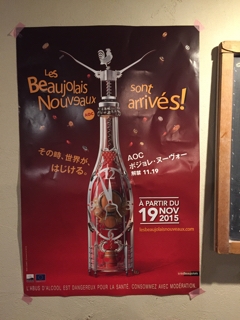 Les
Beaujolais
Nouveaux
sont
arrivés!
その時、世界が、
はじける。
AOC
ボジョレ・ヌーヴォー
解禁 11.19
À PARTIR DU
19 NOV
2015
L'ABUS D'ALCOOL EST DANGEREUX POUR LA SANTÉ. CONSOMMEZ AVEC MODÉRATION.